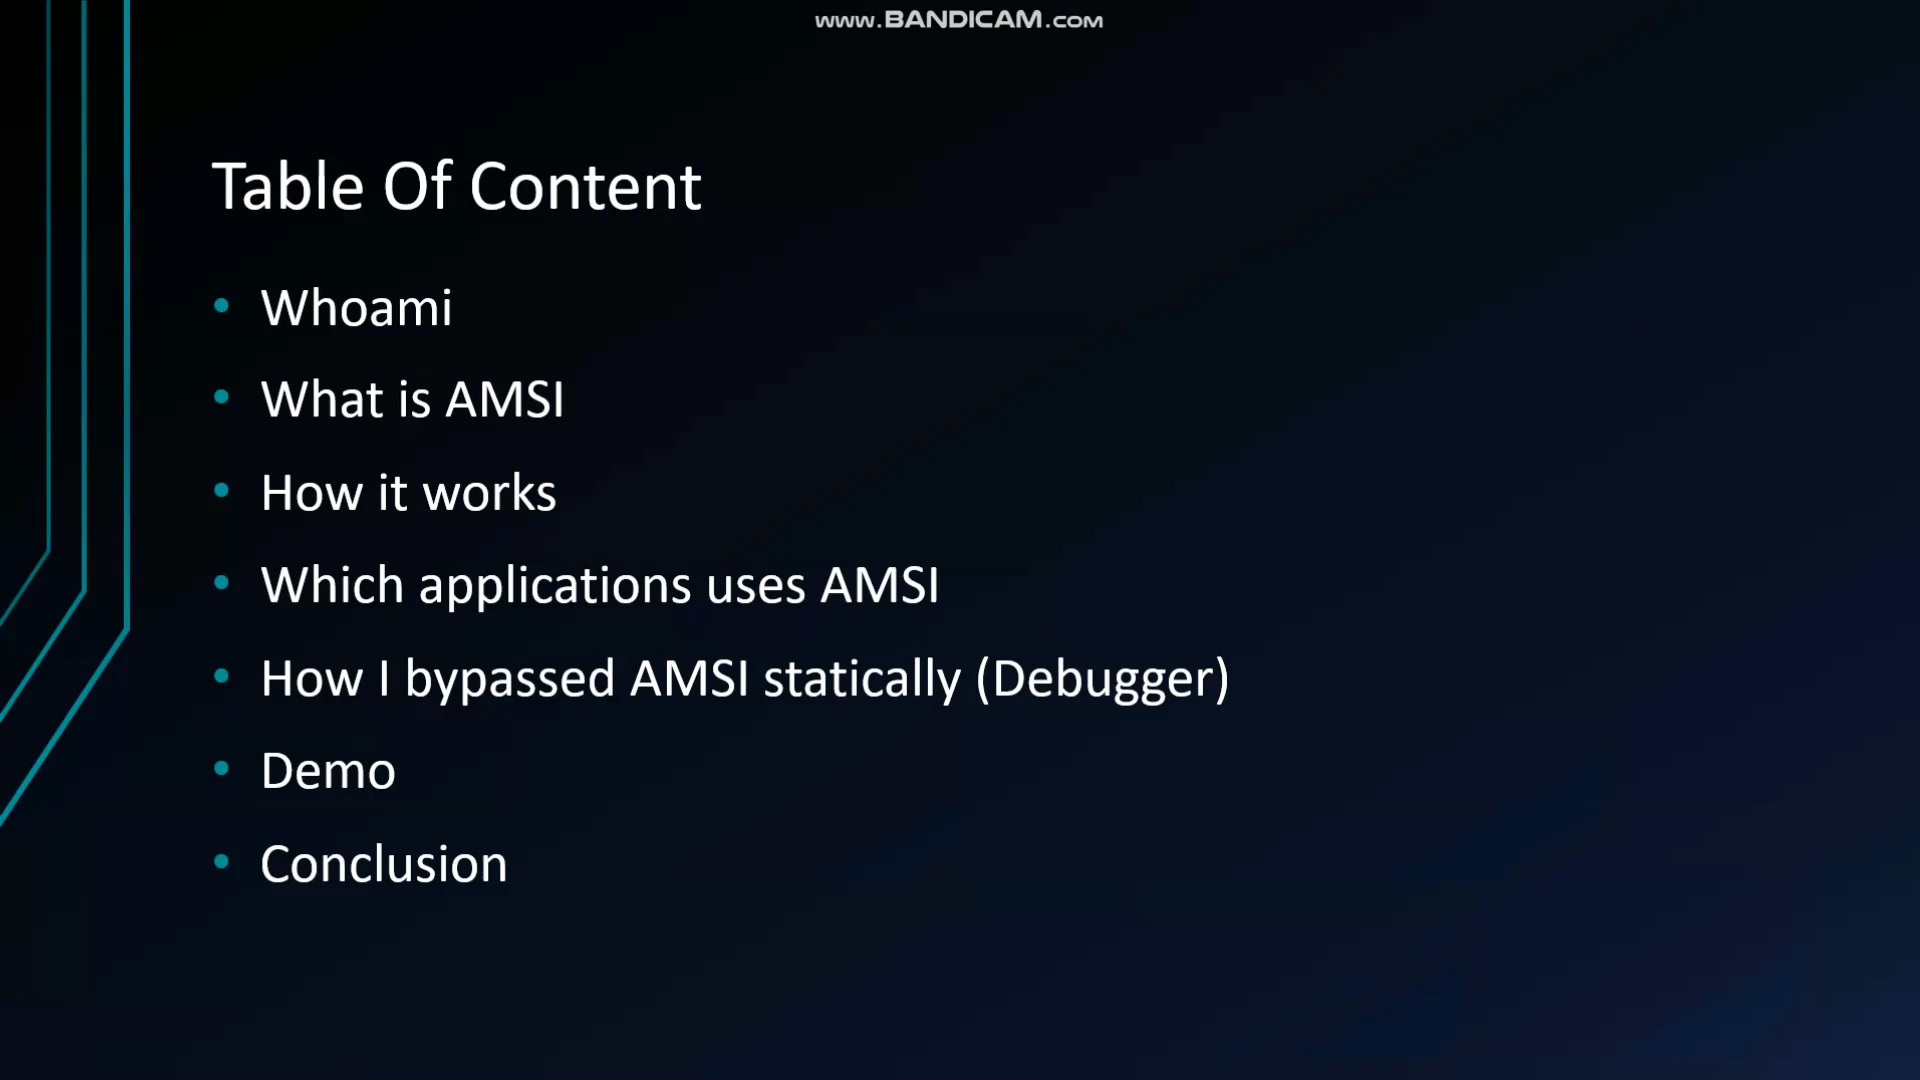 www.BANDICAM.com
Table Of Content
• Whoami
• What is AMSI
• How it works
• Which applications uses AMSI
• How I bypassed AMSI statically (Debugger)
• Demo
• Conclusion